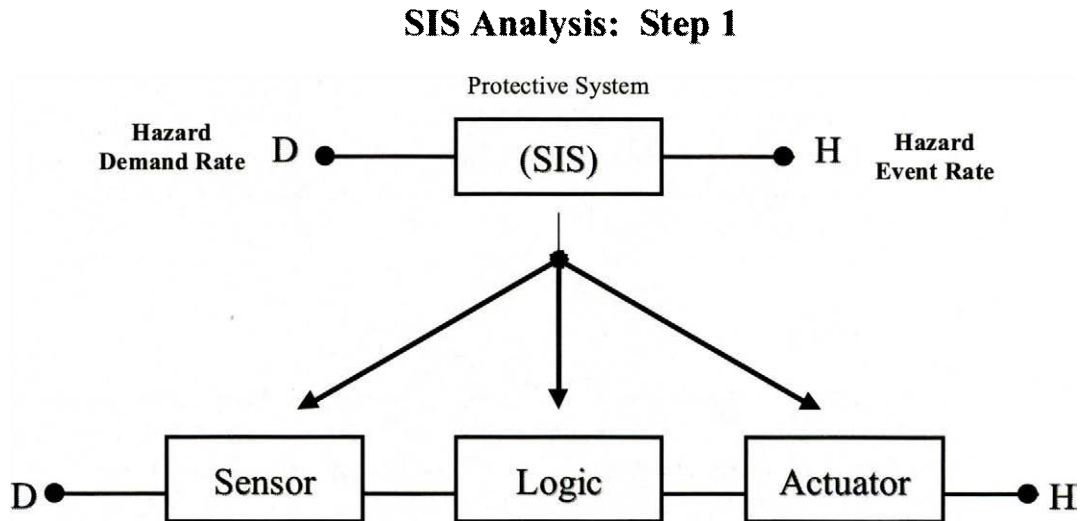 SIS Analysis: Step 1
Protective System
Hazard
Demand Rate
D
(SIS)
H
Hazard
Event Rate
Sensor
Logic
Actuator
D
H